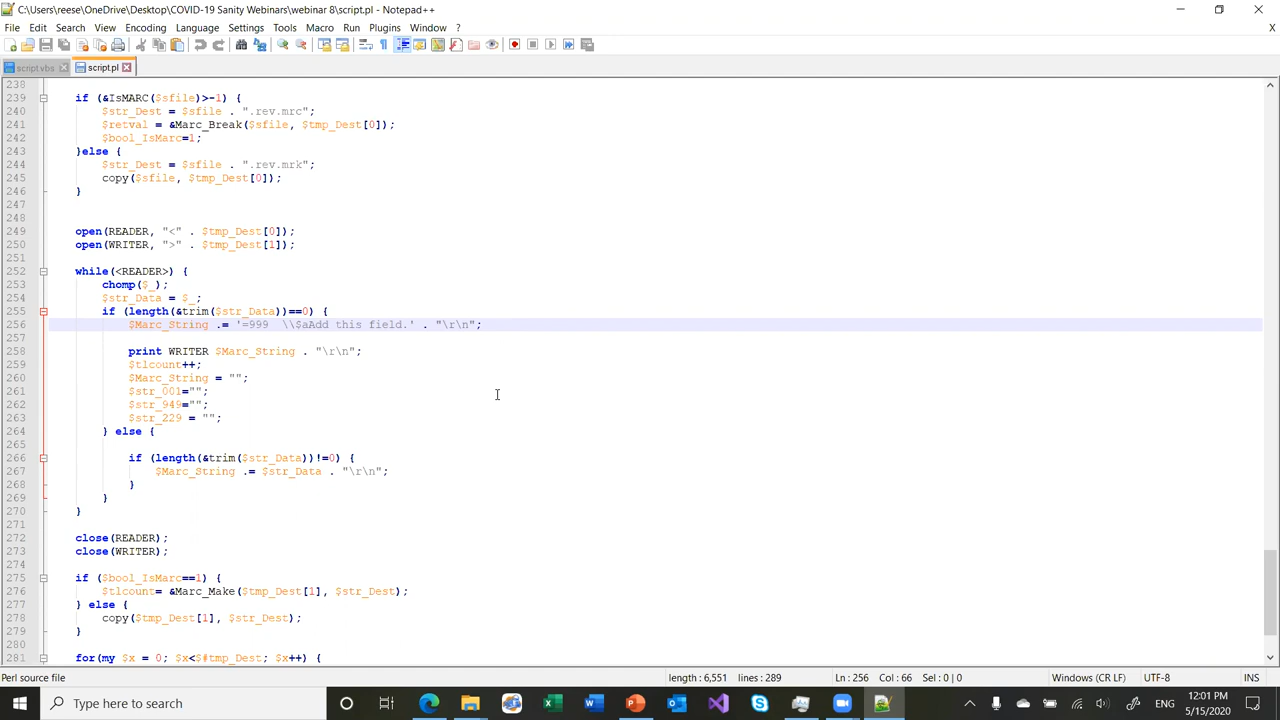 C:\Users\reese\OneDrive\Desktop\COVID-19 Sanity Webinars\webinar 8\script.pl - Notepad++
File Edit Search View Encoding Language Settings Tools Macro Run Plugins Window ? X
script.vbs script.pl
238
239 if (&IsMARC($sfile)>-1) {
240 $str_Dest = $sfile . ".rev.mrc";
241 $retval = &Marc_Break($sfile, $tmp_Dest[0]);
242 $bool_IsMarc=1;
243 }else {
244 $str_Dest = $sfile . ".rev.mrk";
245 copy($sfile, $tmp_Dest[0]);
246 }
247
248
249 open(READER, "<" . $tmp_Dest[0]);
250 open(WRITER, ">" . $tmp_Dest[1]);
251
252 while(<READER>) {
253 chomp($_);
254 $str_Data = $_;
255 if (length(&trim($str_Data))==0) {
256 $Marc_String .= '=999  \\$aAdd this field.' . "\r\n";
257
258 print WRITER $Marc_String . "\r\n";
259 $tlcount++;
260 $Marc_String = "";
261 $str_001="";
262 $str_949="";
263 $str_229 = "";
264 } else {
265
266 if (length(&trim($str_Data))!=0) {
267 $Marc_String .= $str_Data . "\r\n";
268 }
269 }
270 }
271
272 close(READER);
273 close(WRITER);
274
275 if ($bool_IsMarc==1) {
276 $tlcount= &Marc_Make($tmp_Dest[1], $str_Dest);
277 } else {
278 copy($tmp_Dest[1], $str_Dest);
279 }
280
281 for(my $x = 0; $x<$#tmp_Dest; $x++) {
Perl source file length : 6,551 lines : 289 Ln : 256 Col : 66 Sel : 0 | 0 Windows (CR LF) UTF-8 INS
Type here to search
12:01 PM
5/15/2020